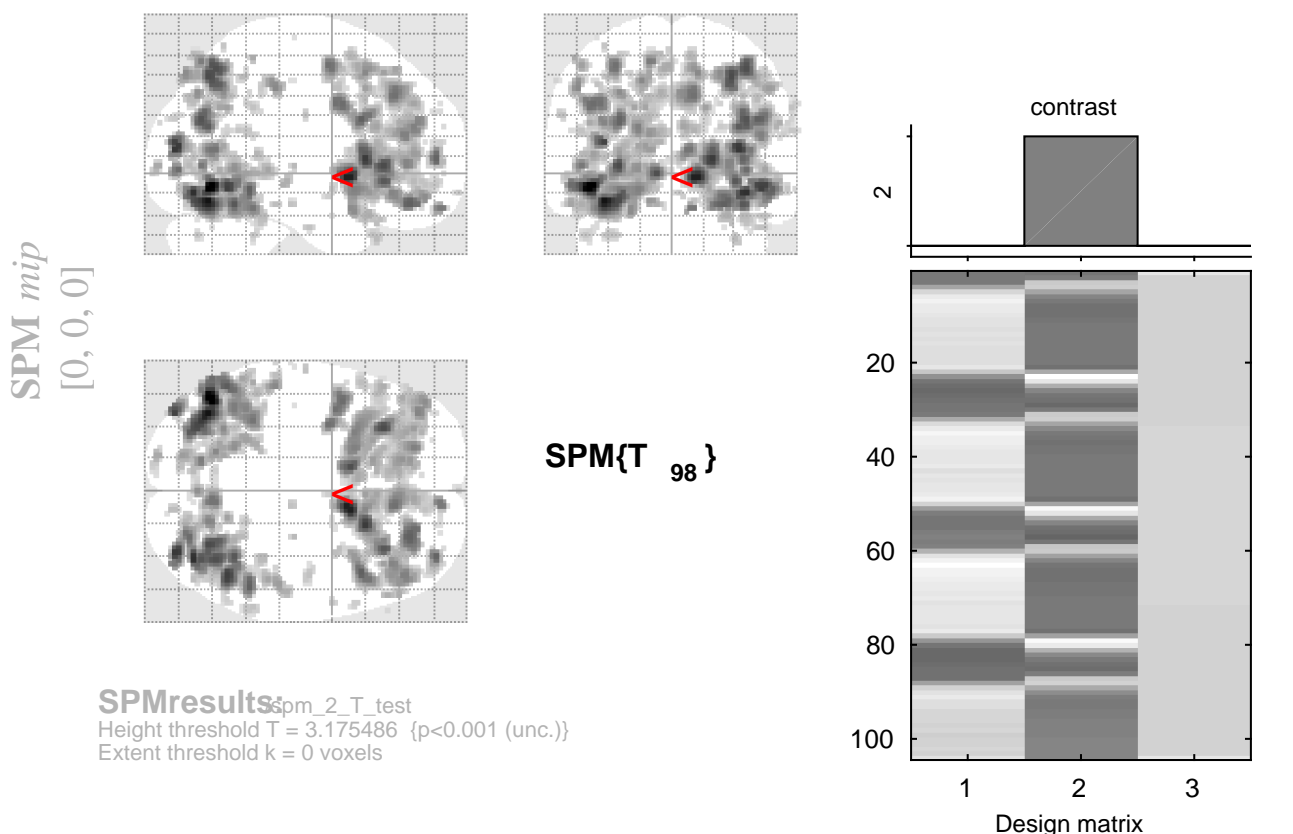 SPM mip
[0, 0, 0]
<
<
<
SPM{T 98 }
contrast
2
20
40
60
80
100
1 2 3
Design matrix
SPMresults: spm_2_T_test
Height threshold T = 3.175486 {p<0.001 (unc.)}
Extent threshold k = 0 voxels